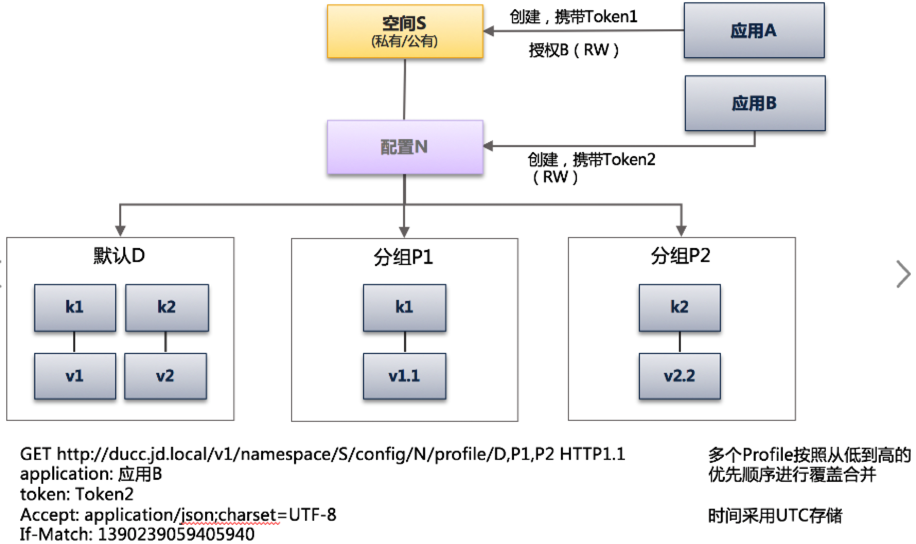 空间S
(私有/公有)
创建，携带Token1
授权B（RW）
应用A
应用B
配置N
创建，携带Token2
（RW）
默认D
分组P1
分组P2
k1
k2
k1
k2
v1
v2
v1.1
v2.2
GET http://ducc.jd.local/v1/namespace/S/config/N/profile/D,P1,P2 HTTP1.1
application: 应用B
token: Token2
Accept: application/json;charset=UTF-8
If-Match: 1390239059405940
多个Profile按照从低到高的
优先顺序进行覆盖合并
时间采用UTC存储